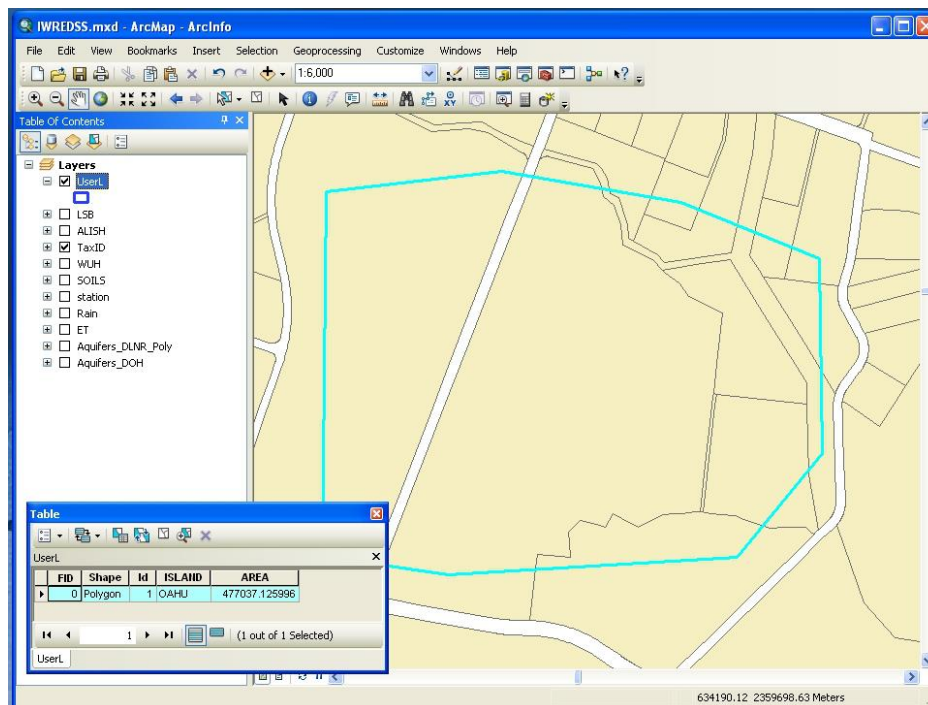 IWREDSS.mxd - ArcMap - ArcInfo
File Edit View Bookmarks Insert Selection Geoprocessing Customize Windows Help
1:6,000
Table Of Contents
Layers
UserL
LSB
ALISH
TaxID
WUH
SOILS
station
Rain
ET
Aquifers_DLNR_Poly
Aquifers_DOH
Table
UserL
FID Shape Id ISLAND AREA
0 Polygon 1 OAHU 477037.125996
1 (1 out of 1 Selected)
UserL
634190.12 2359698.63 Meters